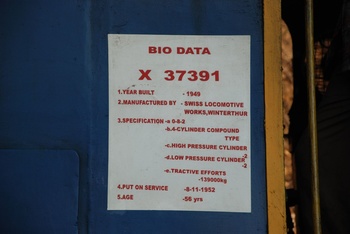 BIO DATA
X 37391
1.YEAR BUILT - 1949
2.MANUFACTURED BY - SWISS LOCOMOTIVE
WORKS,WINTERTHUR
3.SPECIFICATION -a 0-8-2
-b.4-CYLINDER COMPOUND
TYPE
-c.HIGH PRESSURE CYLINDER
-2
-d.LOW PRESSURE CYLINDER
-2
-e.TRACTIVE EFFORTS
-139000kg
4.PUT ON SERVICE -8-11-1952
5.AGE -56 yrs